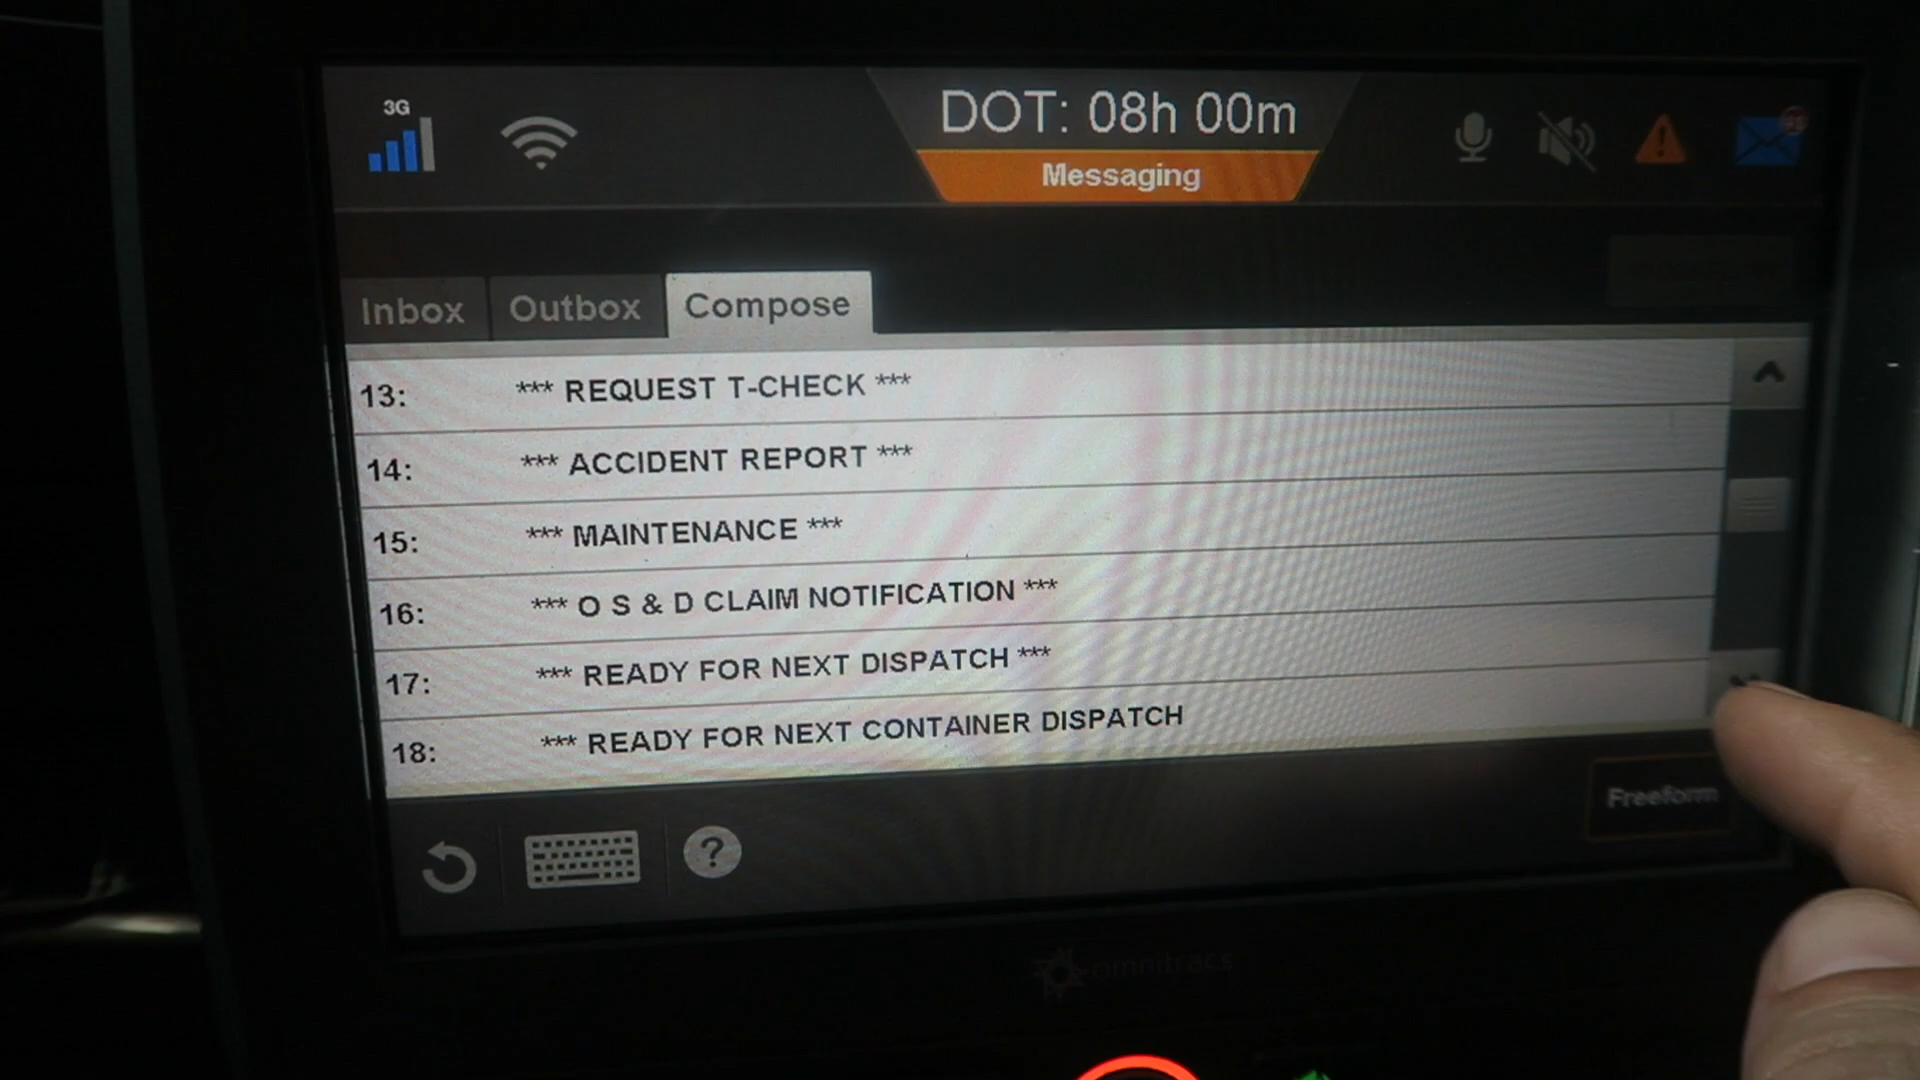 3G
DOT: 08h 00m
Messaging
Inbox
Outbox
Compose
13: *** REQUEST T-CHECK ***
14: *** ACCIDENT REPORT ***
15: *** MAINTENANCE ***
16: *** O S & D CLAIM NOTIFICATION ***
17: *** READY FOR NEXT DISPATCH ***
18: *** READY FOR NEXT CONTAINER DISPATCH
Freeform
?
omnitracs